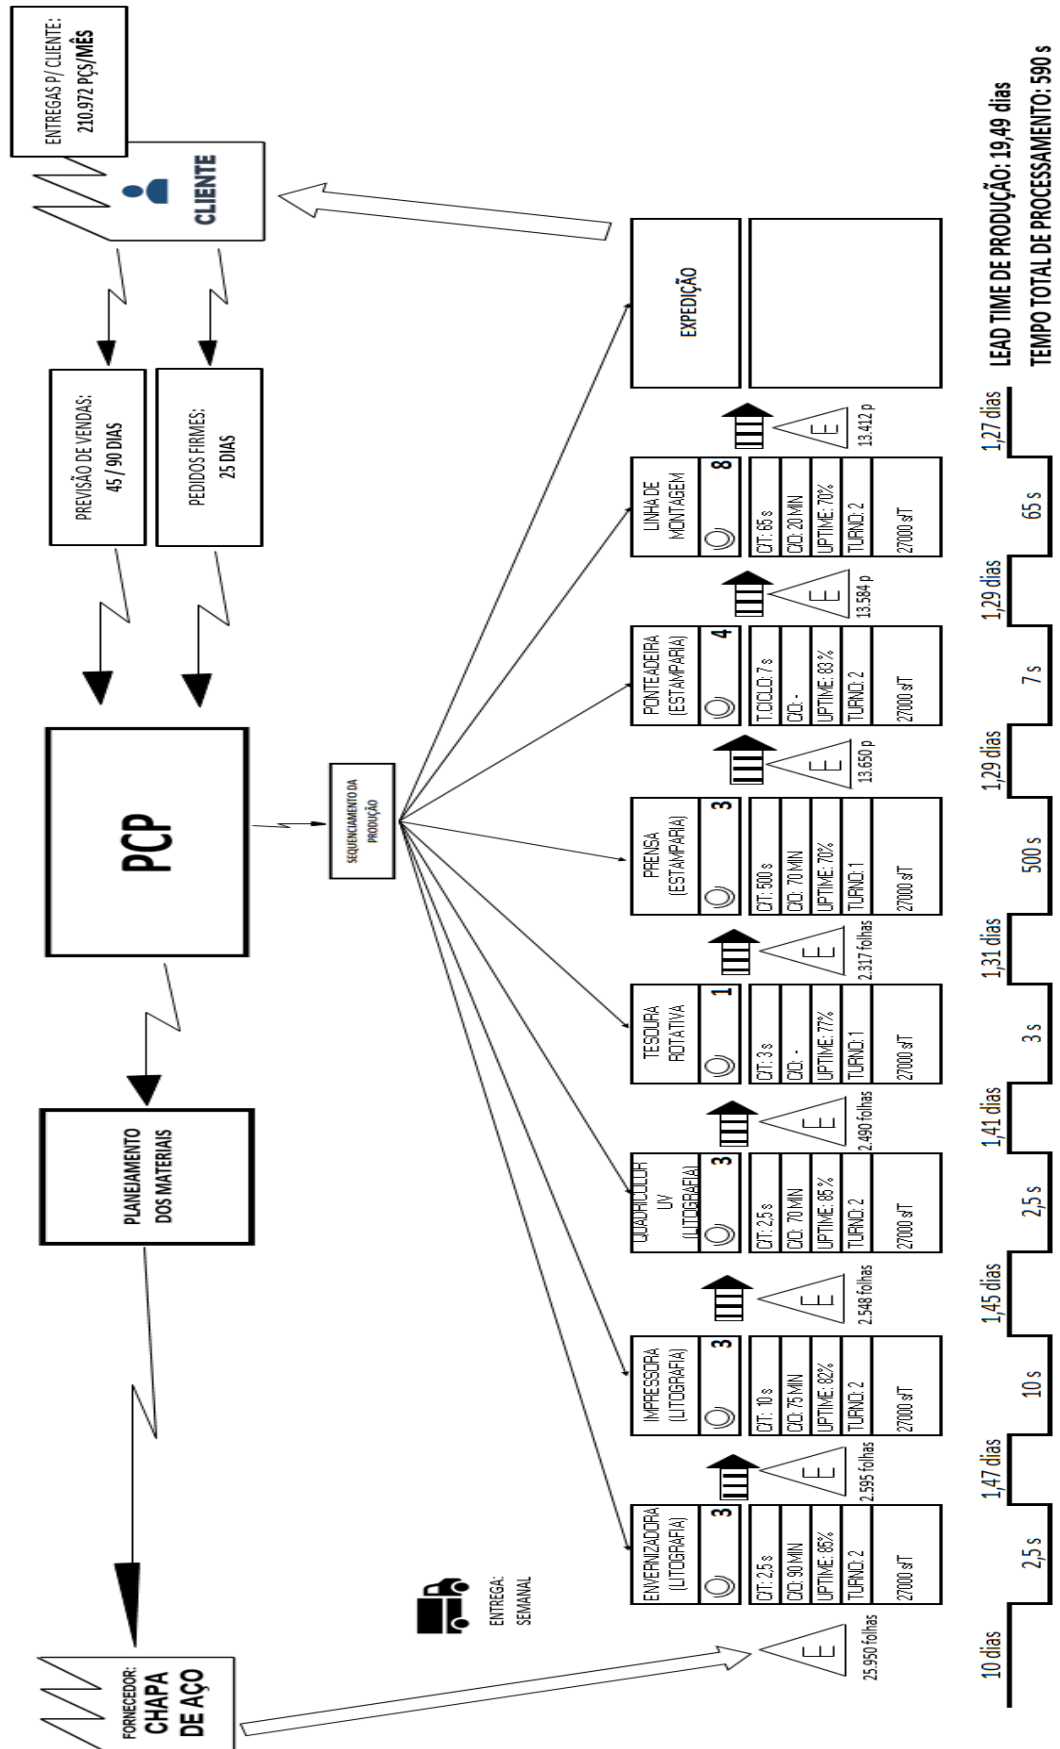 FORNECEDOR:
CHAPA
DE AÇO
PLANEJAMENTO
DOS MATERIAIS
PCP
PREVISÃO DE VENDAS:
45 / 90 DIAS
PEDIDOS FIRMES:
25 DIAS
ENTREGAS P/ CLIENTE:
210.972 PÇS/MÊS
CLIENTE
SEQUENCIAMENTO DA
PRODUÇÃO
ENTREGA:
SEMANAL
E
25.950 folhas
ENVERNIZADORA
(LITOGRAFIA)
3
C/T: 2,5 s
C/O: 90 MIN
UPTIME: 85%
TURNO: 2
27000 s/T
E
2.595 folhas
IMPRESSORA
(LITOGRAFIA)
3
C/T: 10 s
C/O: 75 MIN
UPTIME: 82%
TURNO: 2
27000 s/T
E
2.548 folhas
QUADRICOLOR
UV
(LITOGRAFIA)
3
C/T: 2,5 s
C/O: 70 MIN
UPTIME: 85 %
TURNO: 2
27000 s/T
E
2.490 folhas
TESOURA
ROTATIVA
1
C/T: 3 s
C/O: -
UPTIME: 77%
TURNO: 1
27000 s/T
E
2.317 folhas
PRENSA
(ESTAMPARIA)
3
C/T: 500 s
C/O: 70 MIN
UPTIME: 70%
TURNO: 1
27000 s/T
E
13.650 p
PONTEADEIRA
(ESTAMPARIA)
4
T.CICLO: 7 s
C/O: -
UPTIME: 83 %
TURNO: 2
27000 s/T
E
13.584 p
LINHA DE
MONTAGEM
8
C/T: 65 s
C/O: 20 MIN
UPTIME: 70%
TURNO: 2
27000 s/T
E
13.412 p
EXPEDIÇÃO
10 dias
2,5 s
1,47 dias
10 s
1,45 dias
2,5 s
1,41 dias
3 s
1,31 dias
500 s
1,29 dias
7 s
1,29 dias
65 s
1,27 dias
LEAD TIME DE PRODUÇÃO: 19,49 dias
TEMPO TOTAL DE PROCESSAMENTO: 590 s